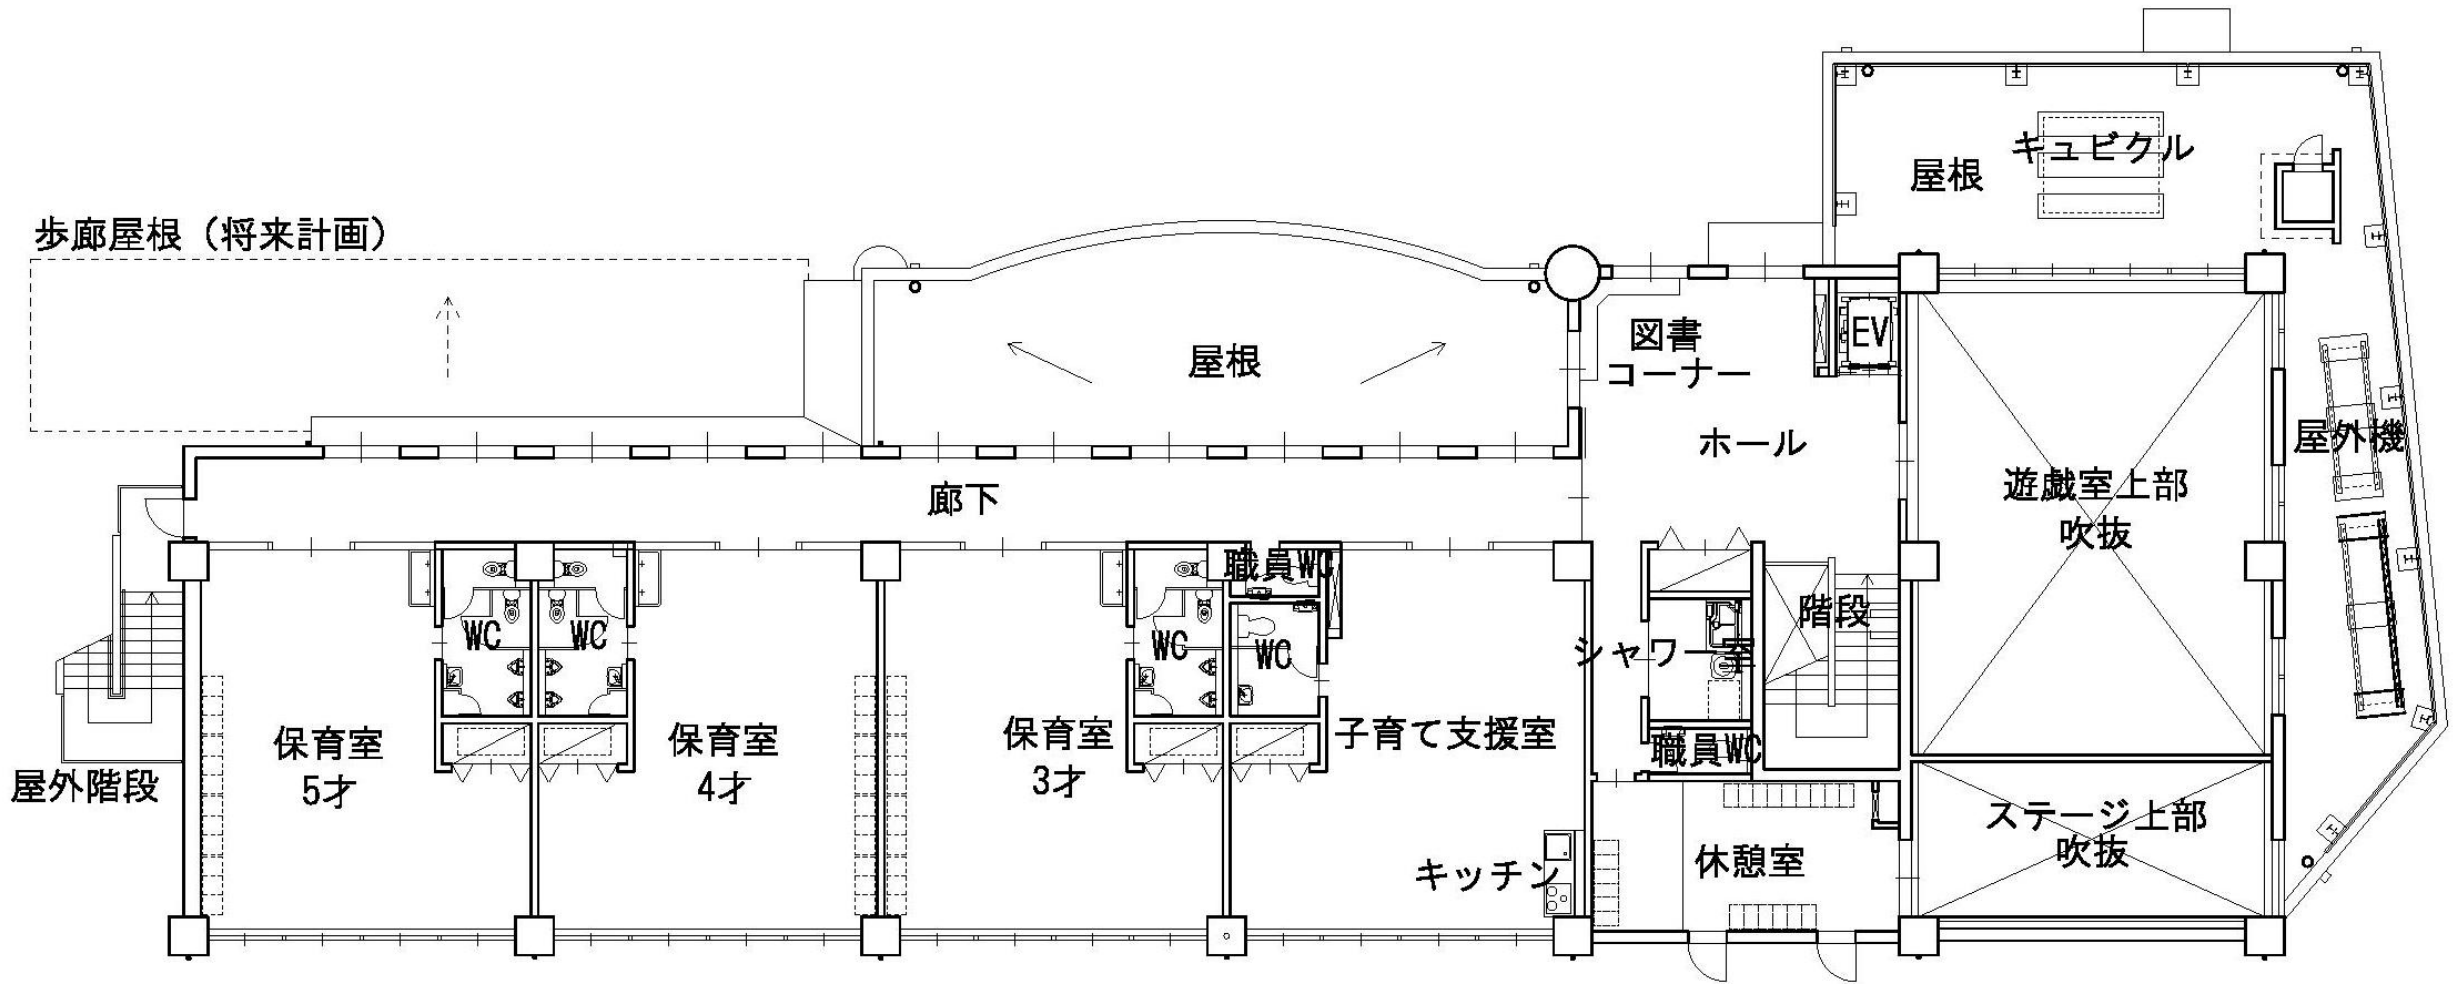 キュビクル
屋根
歩廊屋根（将来計画）
図書
コーナー
EV
屋根
ホール
屋外機
遊戯室上部
吹抜
廊下
職員WC
階段
WC
WC
WC
WC
シャワー室
保育室
5才
保育室
4才
保育室
3才
子育て支援室
職員WC
屋外階段
ステージ上部
吹抜
休憩室
キッチン